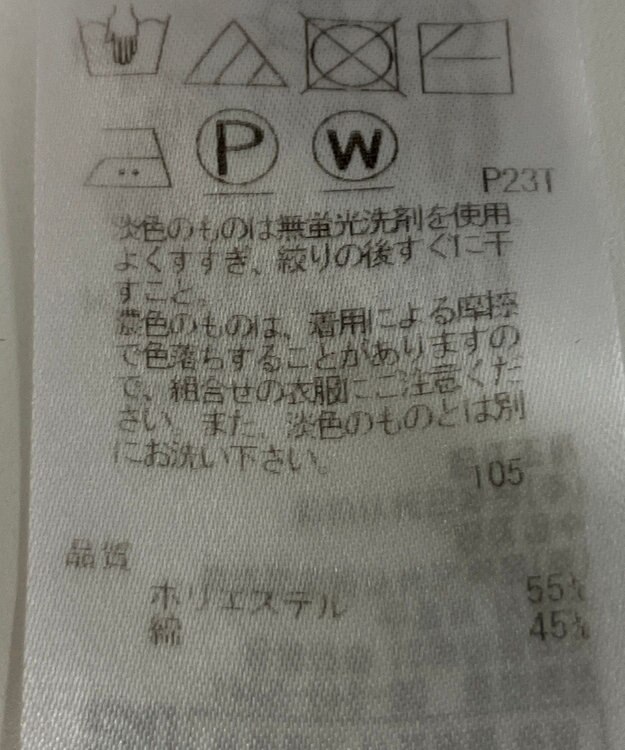 P W
P23T
淡色のものは無蛍光洗剤を使用
よくすすぎ、絞りの後すぐに干
すこと。
濃色のものは、着用による摩擦
で色落ちすることがありますの
で、組合せの衣服にご注意くだ
さい。また、淡色のものとは別
にお洗い下さい。
105
品質
ポリエステル 55%
綿 45%